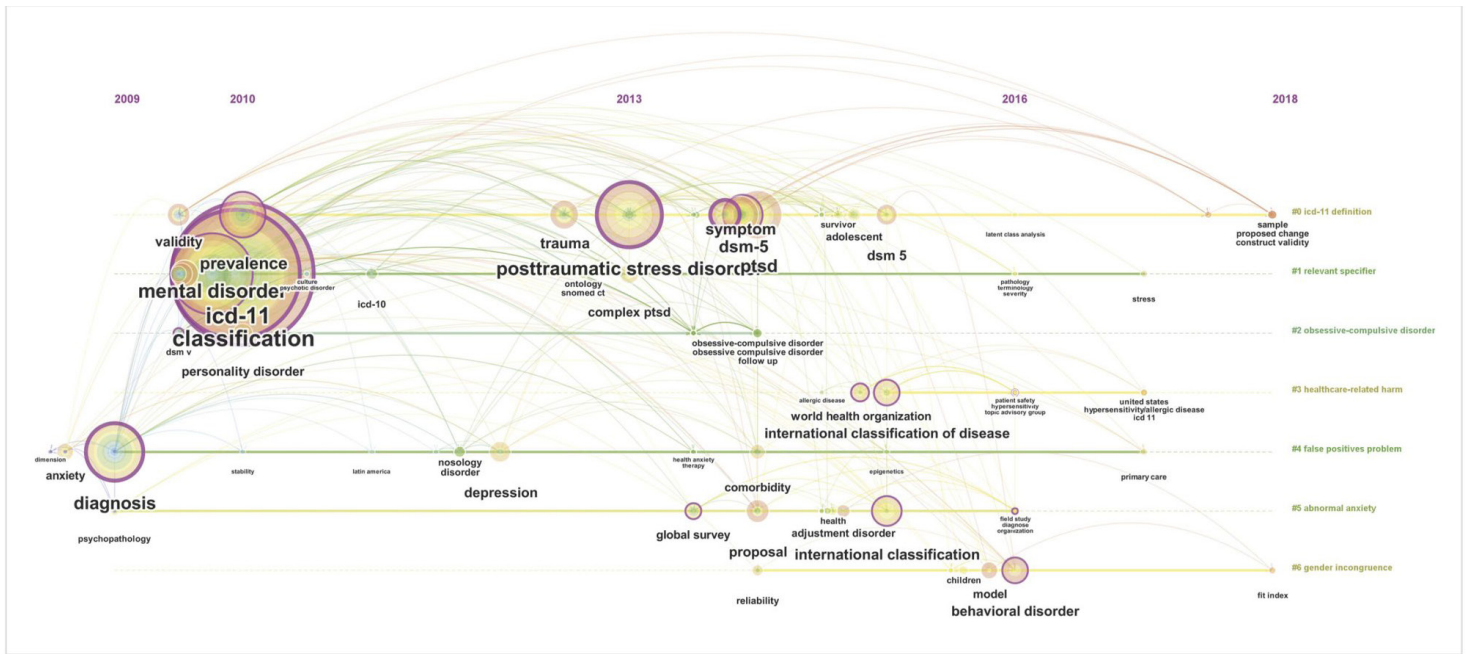 2009
2010
2013
2016
2018
#0 icd-11 definition
validity
trauma
symptom
dsm-5
ptsd
survivor
adolescent
dsm 5
latent class analysis
sample
proposed change
construct validity
posttraumatic stress disorder
prevalence
mental disorder
icd-11
classification
culture
psychotic disorder
icd-10
ontology
snomed ct
complex ptsd
pathology
terminology
severity
stress
#1 relevant specifier
dsm v
personality disorder
obsessive-compulsive disorder
obsessive compulsive disorder
follow up
#2 obsessive-compulsive disorder
allergic disease
world health organization
international classification of disease
patient safety
hypersensitivity
topic advisory group
united states
hypersensitivity/allergic disease
icd 11
#3 healthcare-related harm
dimension
anxiety
diagnosis
stability
latin america
nosology
disorder
depression
health anxiety
therapy
comorbidity
epigenetics
primary care
#4 false positives problem
psychopathology
global survey
proposal
health
adjustment disorder
international classification
field study
diagnose
organization
#5 abnormal anxiety
reliability
children
model
behavioral disorder
fit index
#6 gender incongruence